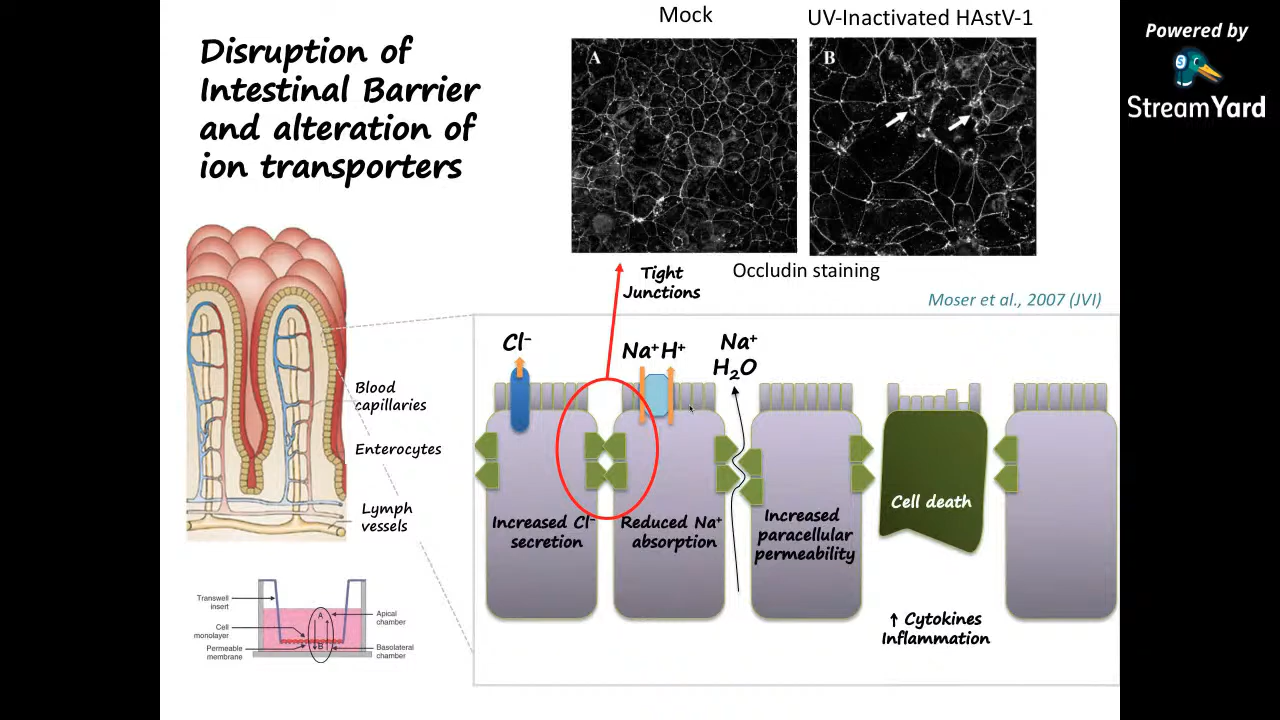 Disruption of
Intestinal Barrier
and alteration of
ion transporters
Mock
UV-Inactivated HAstV-1
A
B
Powered by
S
StreamYard
Tight
Junctions
Occludin staining
Moser et al., 2007 (JVI)
Blood
capillaries
Enterocytes
Lymph
vessels
Cl⁻
Na⁺H⁺
Na⁺
H₂O
Increased Cl⁻
secretion
Reduced Na⁺
absorption
Increased
paracellular
permeability
Cell death
↑ Cytokines
Inflammation
Transwell
insert
Cell
monolayer
Permeable
membrane
A
B
Apical
chamber
Basolateral
chamber